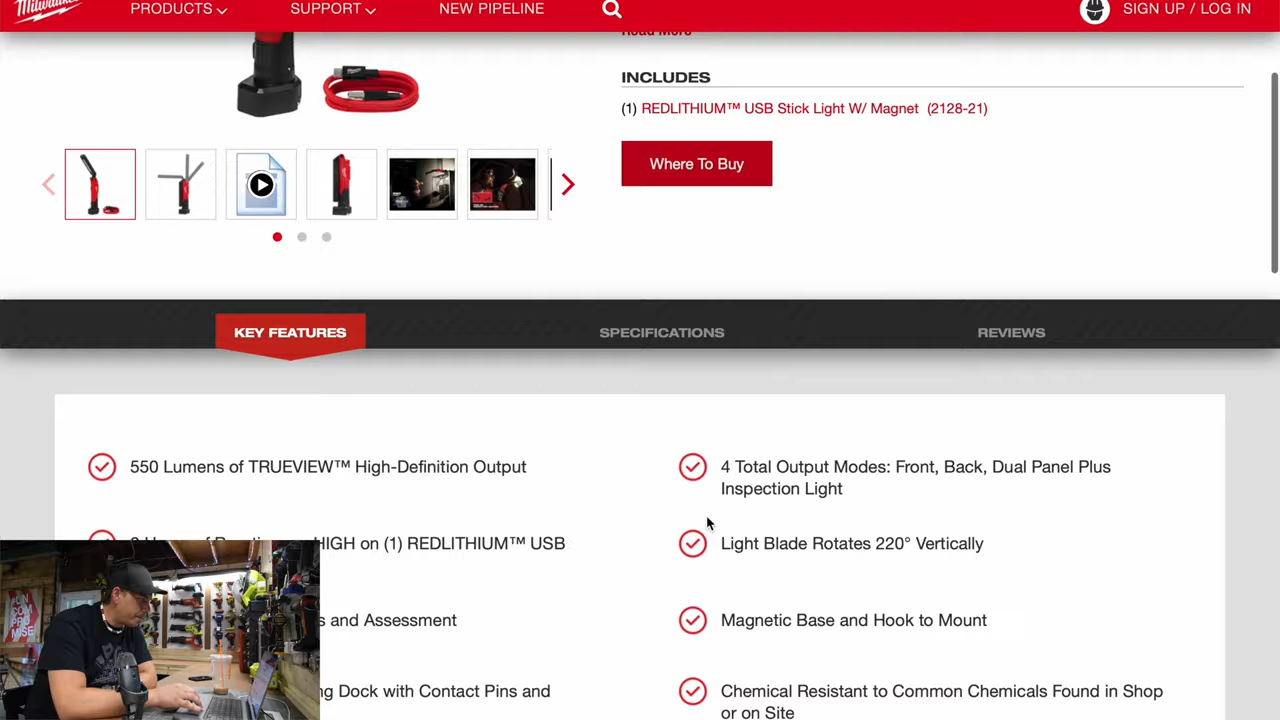 Milwaukee
PRODUCTS
SUPPORT
NEW PIPELINE
SIGN UP / LOG IN
Read More
INCLUDES
(1) REDLITHIUM™ USB Stick Light W/ Magnet (2128-21)
Where To Buy
KEY FEATURES
SPECIFICATIONS
REVIEWS
550 Lumens of TRUEVIEW™ High-Definition Output
4 Total Output Modes: Front, Back, Dual Panel Plus
Inspection Light
HIGH on (1) REDLITHIUM™ USB
Light Blade Rotates 220° Vertically
s and Assessment
Magnetic Base and Hook to Mount
ng Dock with Contact Pins and
Chemical Resistant to Common Chemicals Found in Shop
or on Site
COM
PRO
MISE